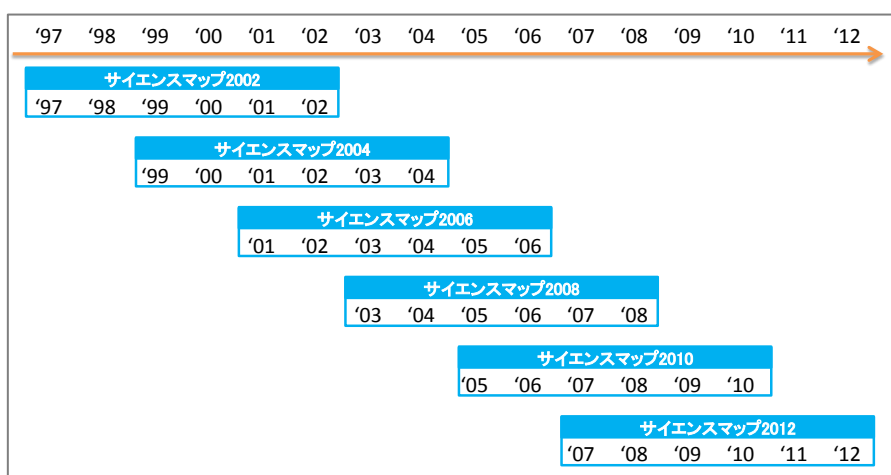 ‘97 ‘98 ‘99 ‘00 ‘01 ‘02 ‘03 ‘04 ‘05 ‘06 ‘07 ‘08 ‘09 ‘10 ‘11 ‘12
サイエンスマップ2002
‘97 ‘98 ‘99 ‘00 ‘01 ‘02
サイエンスマップ2004
‘99 ‘00 ‘01 ‘02 ‘03 ‘04
サイエンスマップ2006
‘01 ‘02 ‘03 ‘04 ‘05 ‘06
サイエンスマップ2008
‘03 ‘04 ‘05 ‘06 ‘07 ‘08
サイエンスマップ2010
‘05 ‘06 ‘07 ‘08 ‘09 ‘10
サイエンスマップ2012
‘07 ‘08 ‘09 ‘10 ‘11 ‘12